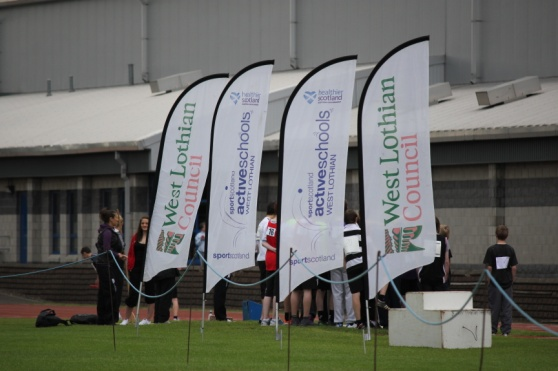 West Lothian
Council
healthier
scotland
sportscotland
activeschools
WEST LOTHIAN
sportscotland
healthier
scotland
sportscotland
activeschools
WEST LOTHIAN
sportscotland
West Lothian
Council